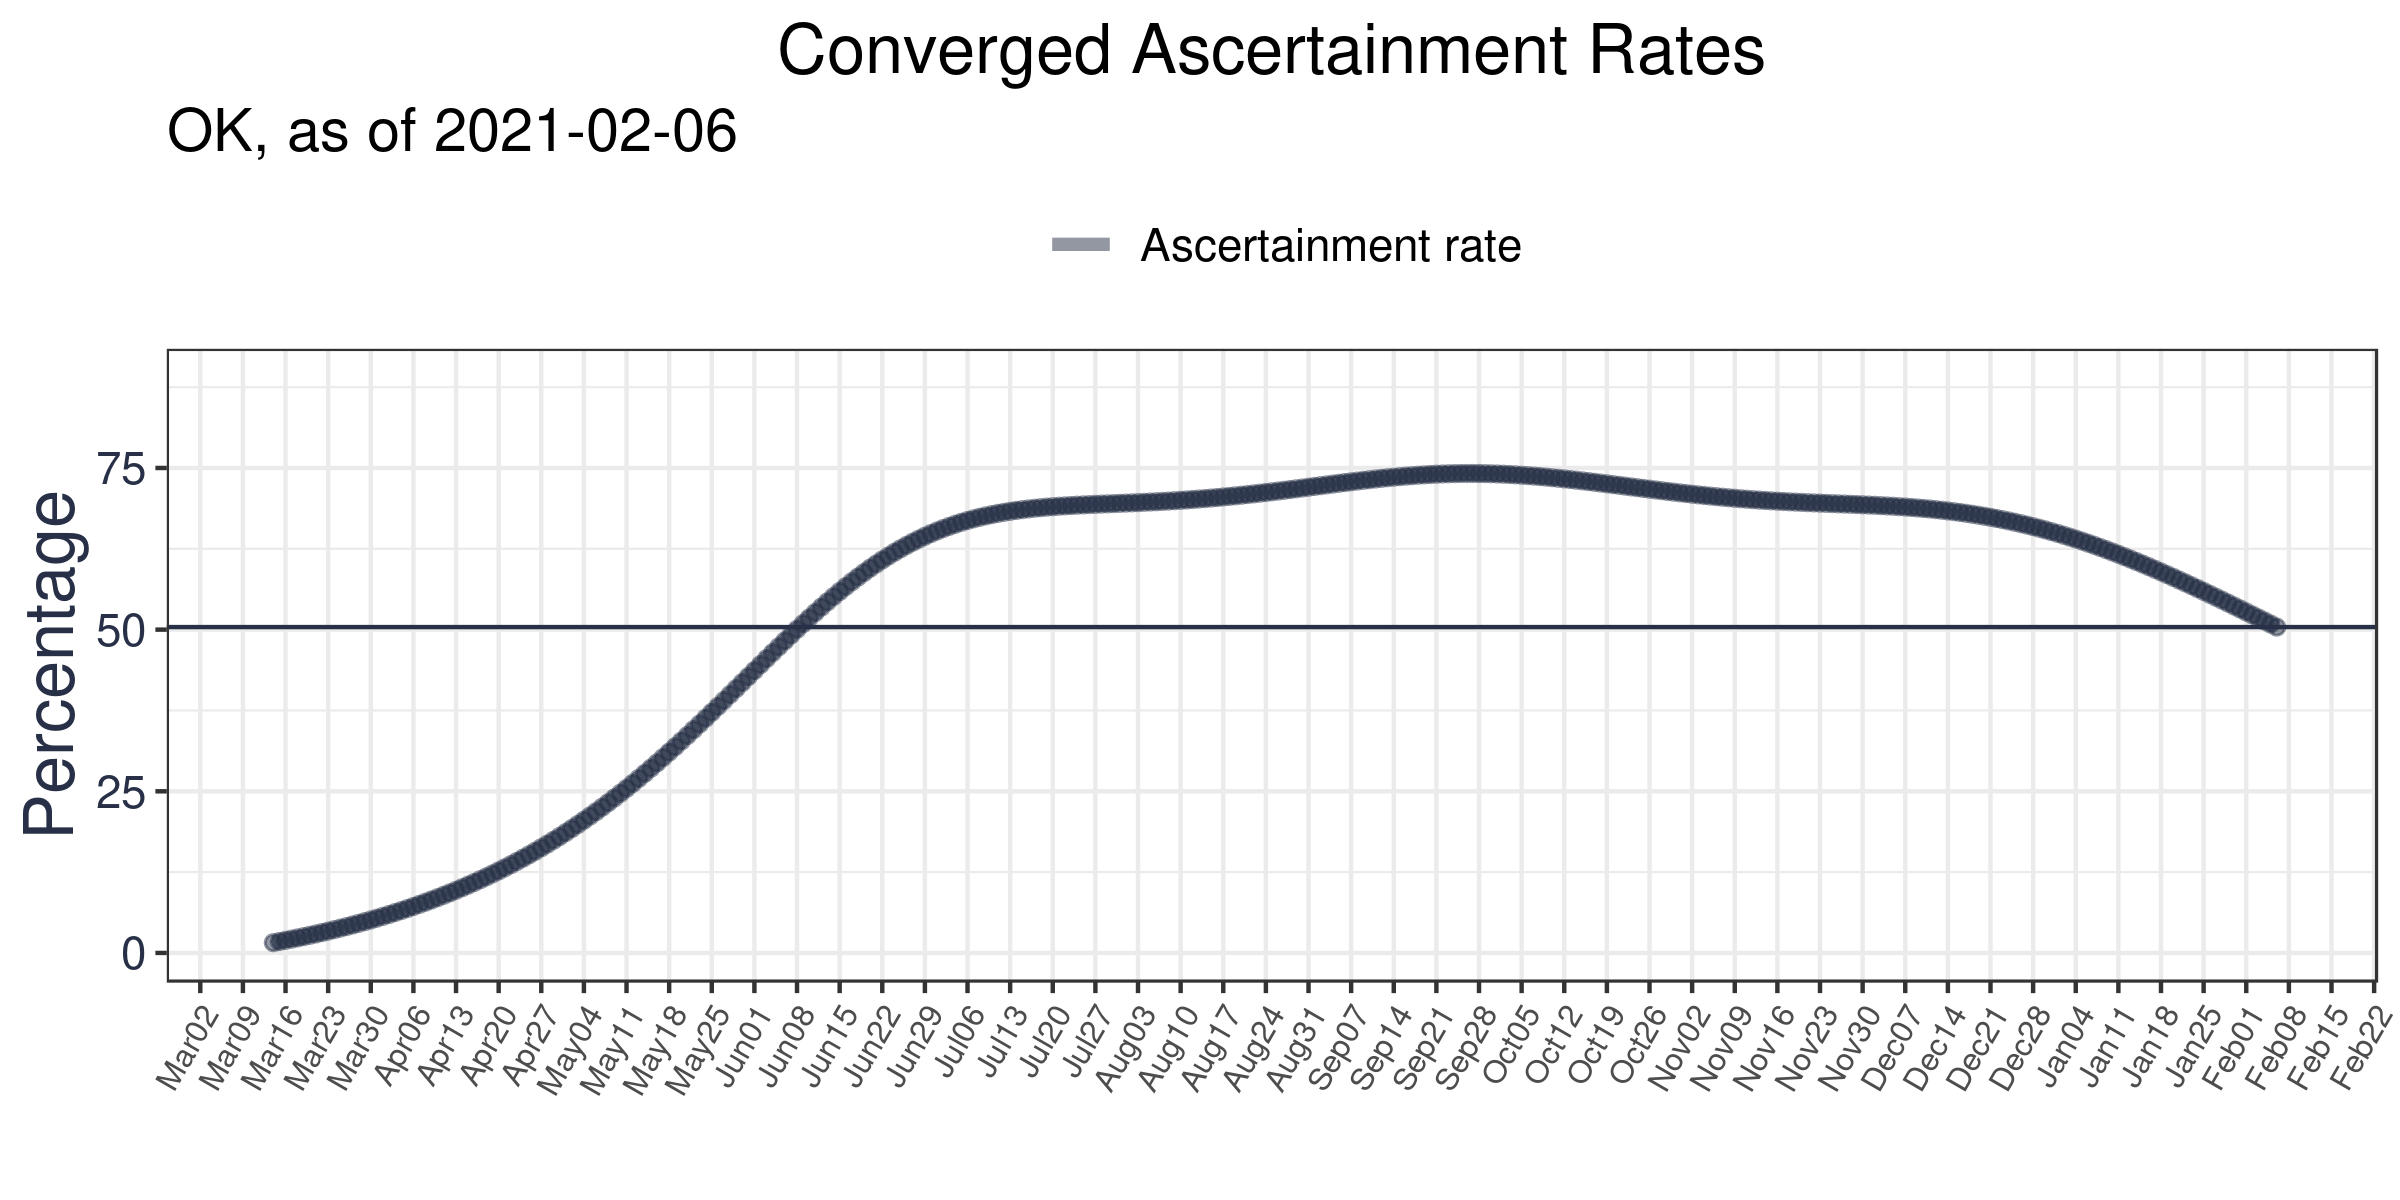 Converged Ascertainment Rates
OK, as of 2021-02-06
Ascertainment rate
Percentage
75
50
25
0
Mar02 Mar09 Mar16 Mar23 Mar30 Apr06 Apr13 Apr20 Apr27 May04 May11 May18 May25 Jun01 Jun08 Jun15 Jun22 Jun29 Jul06 Jul13 Jul20 Jul27 Aug03 Aug10 Aug17 Aug24 Aug31 Sep07 Sep14 Sep21 Sep28 Oct05 Oct12 Oct19 Oct26 Nov02 Nov09 Nov16 Nov23 Nov30 Dec07 Dec14 Dec21 Dec28 Jan04 Jan11 Jan18 Jan25 Feb01 Feb08 Feb15 Feb22